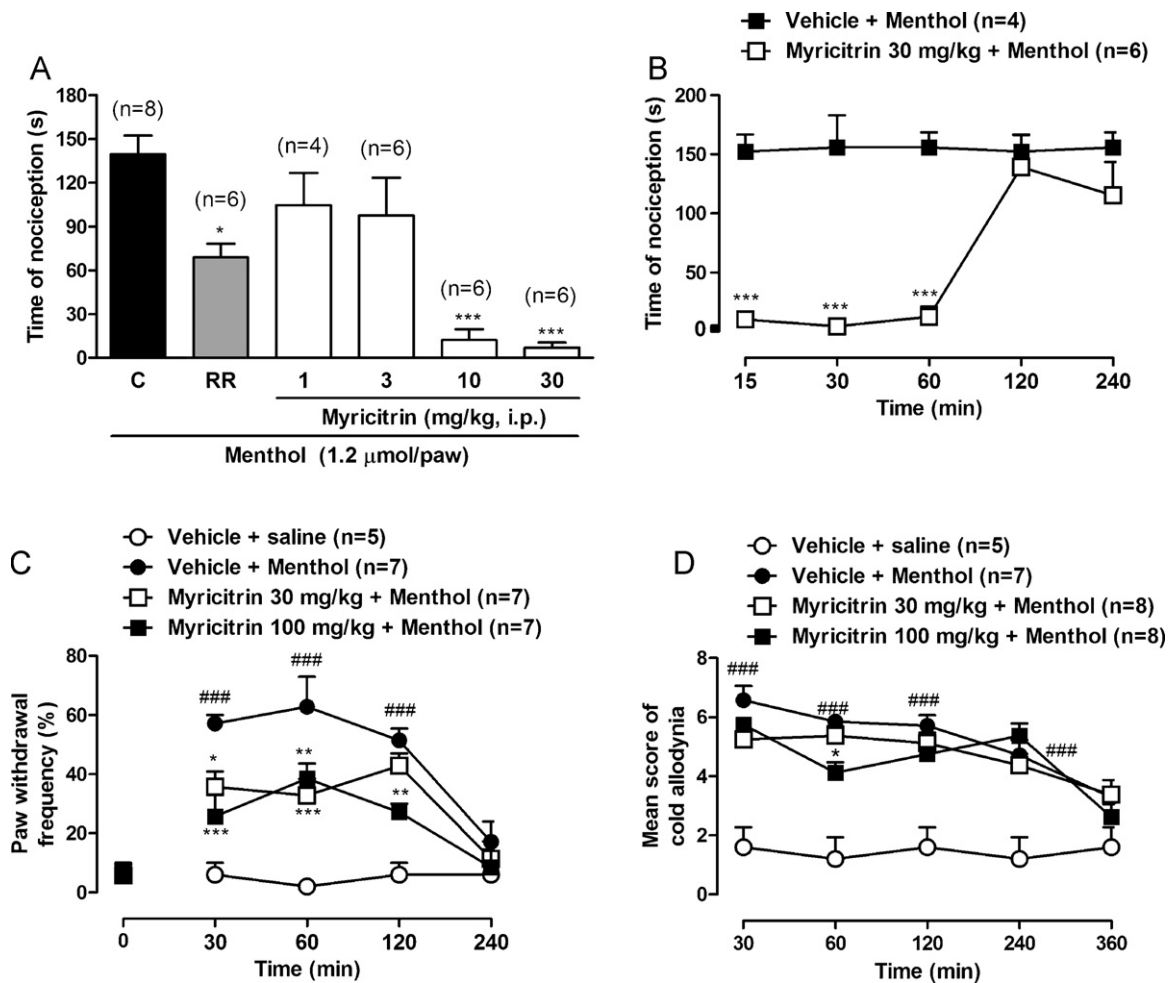 A
Time of nociception (s)
180
150
120
90
60
30
0
(n=8)
(n=6)
*
(n=4)
(n=6)
(n=6)
***
(n=6)
***
C RR 1 3 10 30
Myricitrin (mg/kg, i.p.)
Menthol (1.2 μmol/paw)
B
Vehicle + Menthol (n=4)
Myricitrin 30 mg/kg + Menthol (n=6)
Time of nociception (s)
200
150
100
50
0
*** *** ***
15 30 60 120 240
Time (min)
C
Vehicle + saline (n=5)
Vehicle + Menthol (n=7)
Myricitrin 30 mg/kg + Menthol (n=7)
Myricitrin 100 mg/kg + Menthol (n=7)
Paw withdrawal
frequency (%)
80
60
40
20
0
### ### ###
* **
*** *** **
0 30 60 120 240
Time (min)
D
Vehicle + saline (n=5)
Vehicle + Menthol (n=7)
Myricitrin 30 mg/kg + Menthol (n=8)
Myricitrin 100 mg/kg + Menthol (n=8)
Mean score of
cold allodynia
8
6
4
2
0
### ### ### ###
*
30 60 120 240 360
Time (min)